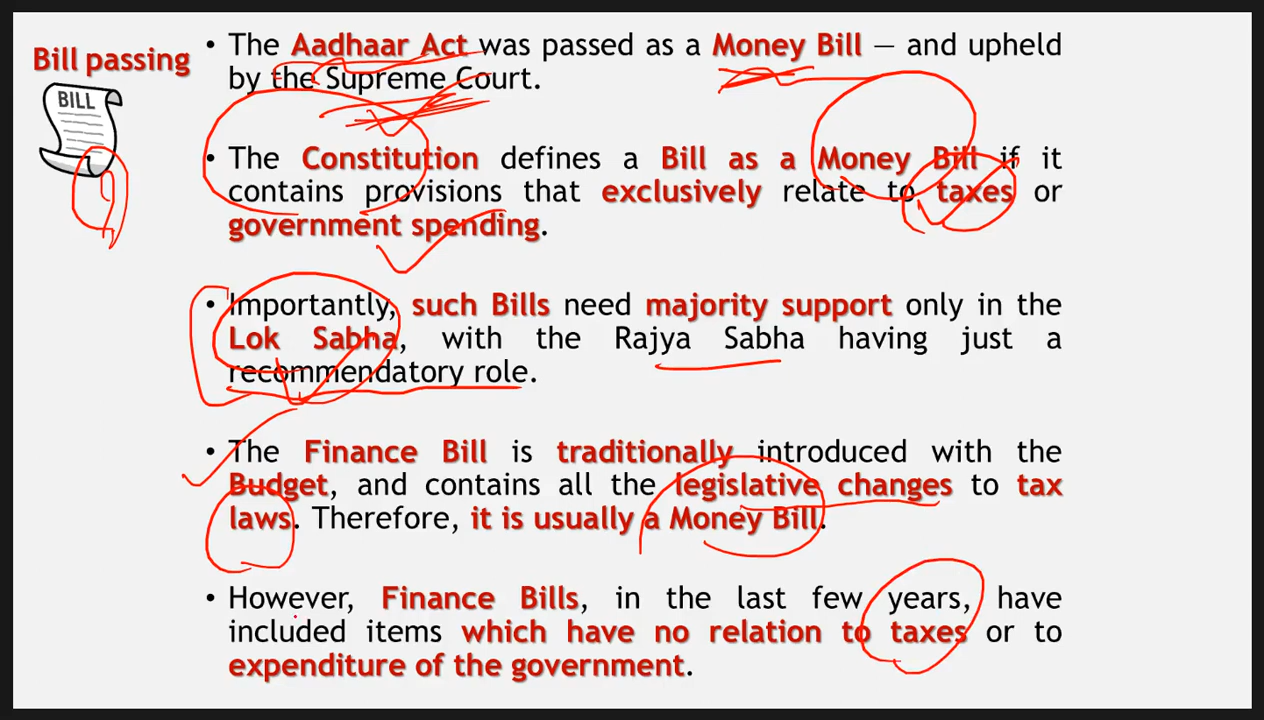 Bill passing
BILL
• The Aadhaar Act was passed as a Money Bill — and upheld
by the Supreme Court.
• The Constitution defines a Bill as a Money Bill if it
contains provisions that exclusively relate to taxes or
government spending.
• Importantly, such Bills need majority support only in the
Lok Sabha, with the Rajya Sabha having just a
recommendatory role.
• The Finance Bill is traditionally introduced with the
Budget, and contains all the legislative changes to tax
laws. Therefore, it is usually a Money Bill.
• However, Finance Bills, in the last few years, have
included items which have no relation to taxes or to
expenditure of the government.